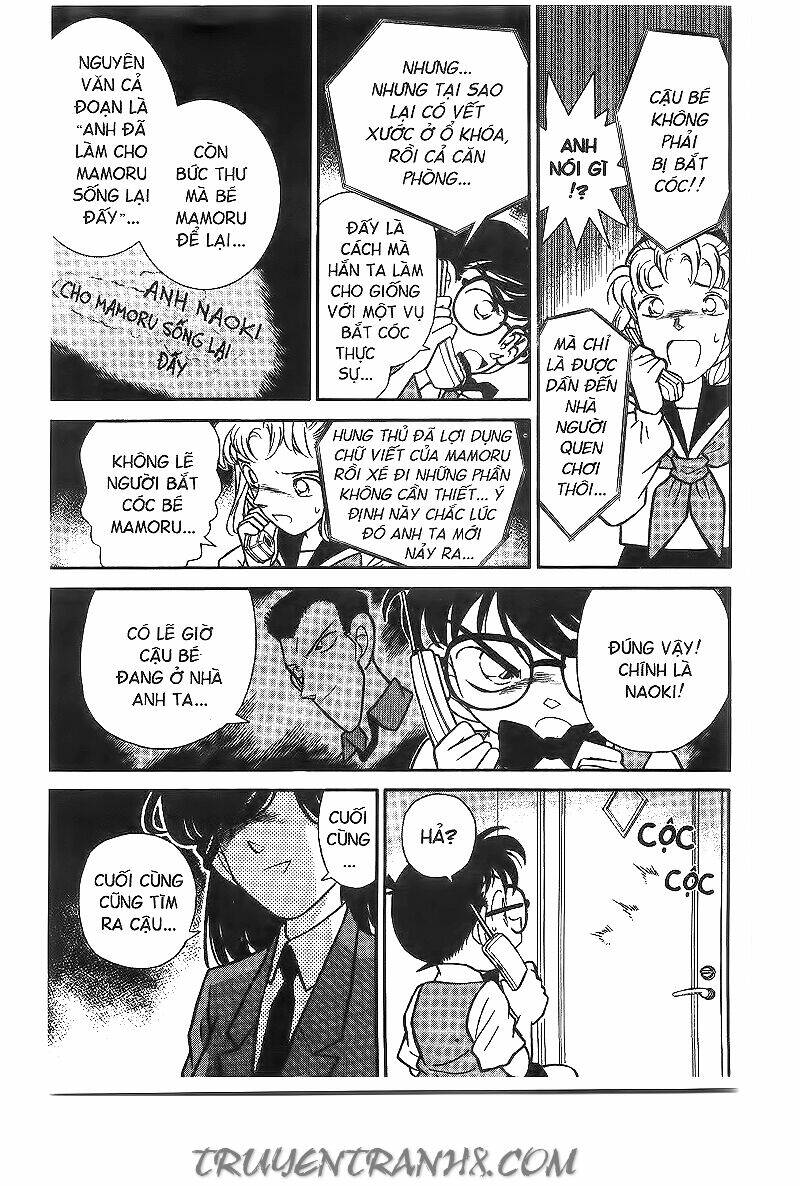 CẬU BÉ
KHÔNG
PHẢI
BỊ BẮT
CÓC!!
ANH
NÓI GÌ
!?
MÀ CHỈ
LÀ ĐƯỢC
DẪN ĐẾN
NHÀ
NGƯỜI
QUEN
CHƠI
THÔI...
NHƯNG...
NHƯNG TẠI SAO
LẠI CÓ VẾT
XƯỚC Ở Ổ KHÓA,
RỒI CẢ CĂN
PHÒNG...
ĐẤY LÀ
CÁCH MÀ
HẮN TA LÀM
CHO GIỐNG
VỚI MỘT VỤ
BẮT CÓC
THỰC
SỰ...
CÒN
BỨC THƯ
MÀ BÉ
MAMORU
ĐỂ LẠI...
NGUYÊN
VĂN CẢ
ĐOẠN LÀ
"ANH ĐÃ
LÀM CHO
MAMORU
SỐNG LẠI
ĐẤY"...
ANH NAOKI
CHO MAMORU SỐNG LẠI
ĐẤY
HUNG THỦ ĐÃ LỢI DỤNG
CHỮ VIẾT CỦA MAMORU
RỒI XÉ ĐI NHỮNG PHẦN
KHÔNG CẦN THIẾT... Ý
ĐỊNH NÀY CHẮC LÚC
ĐÓ ANH TA MỚI
NẢY RA...
KHÔNG LẼ
NGƯỜI BẮT
CÓC BÉ
MAMORU...
ĐÚNG VẬY!
CHÍNH LÀ
NAOKI!
CÓ LẼ GIỜ
CẬU BÉ
ĐANG Ở NHÀ
ANH TA...
CỘC
CỘC
HẢ?
CUỐI
CÙNG
...
CUỐI CÙNG
CŨNG TÌM
RA CẬU...
TRUYENTRANH8.COM